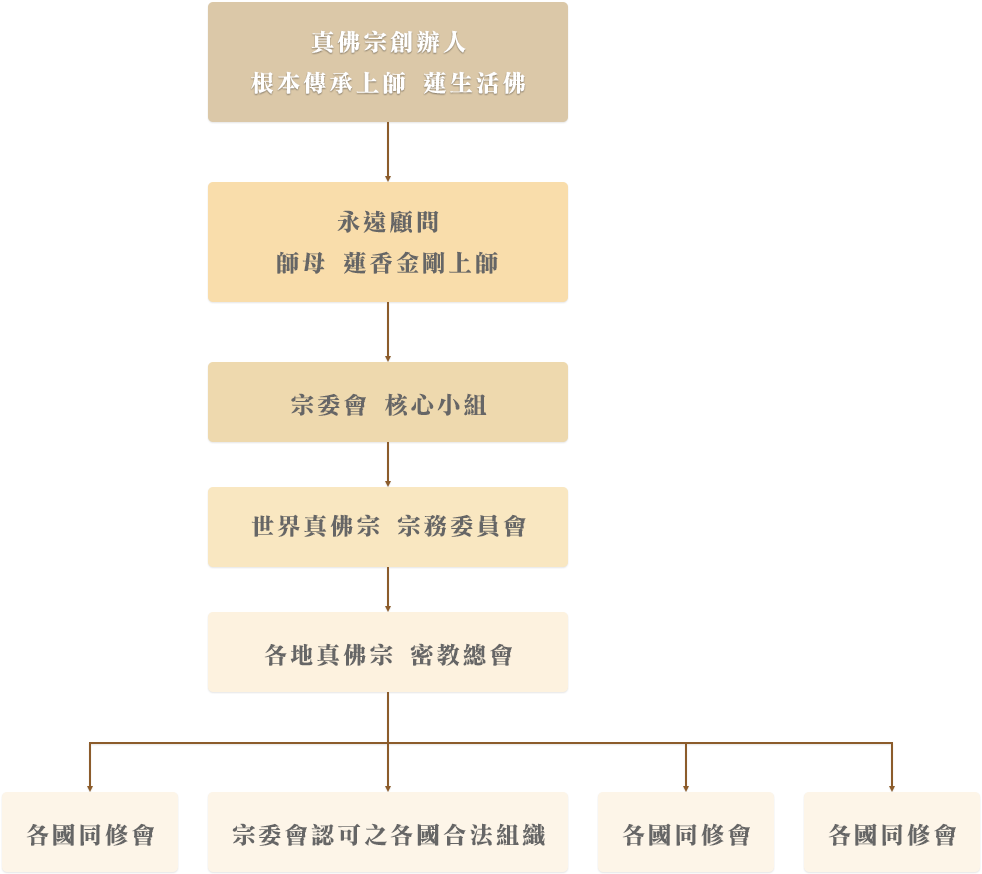 真佛宗創辦人
根本傳承上師 蓮生活佛
永遠顧問
師母 蓮香金剛上師
宗委會 核心小組
世界真佛宗 宗務委員會
各地真佛宗 密教總會
各國同修會
宗委會認可之各國合法組織
各國同修會
各國同修會